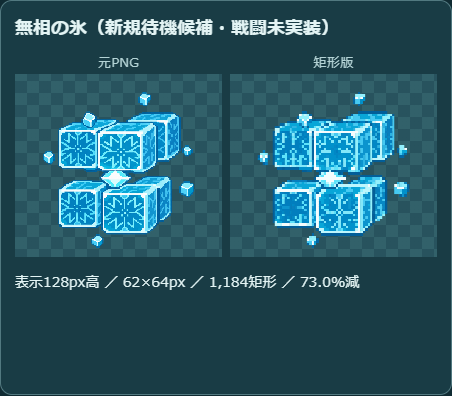 無相の氷（新規待機候補・戦闘未実装）
元PNG
矩形版
表示128px高 ／ 62×64px ／ 1,184矩形 ／ 73.0%減